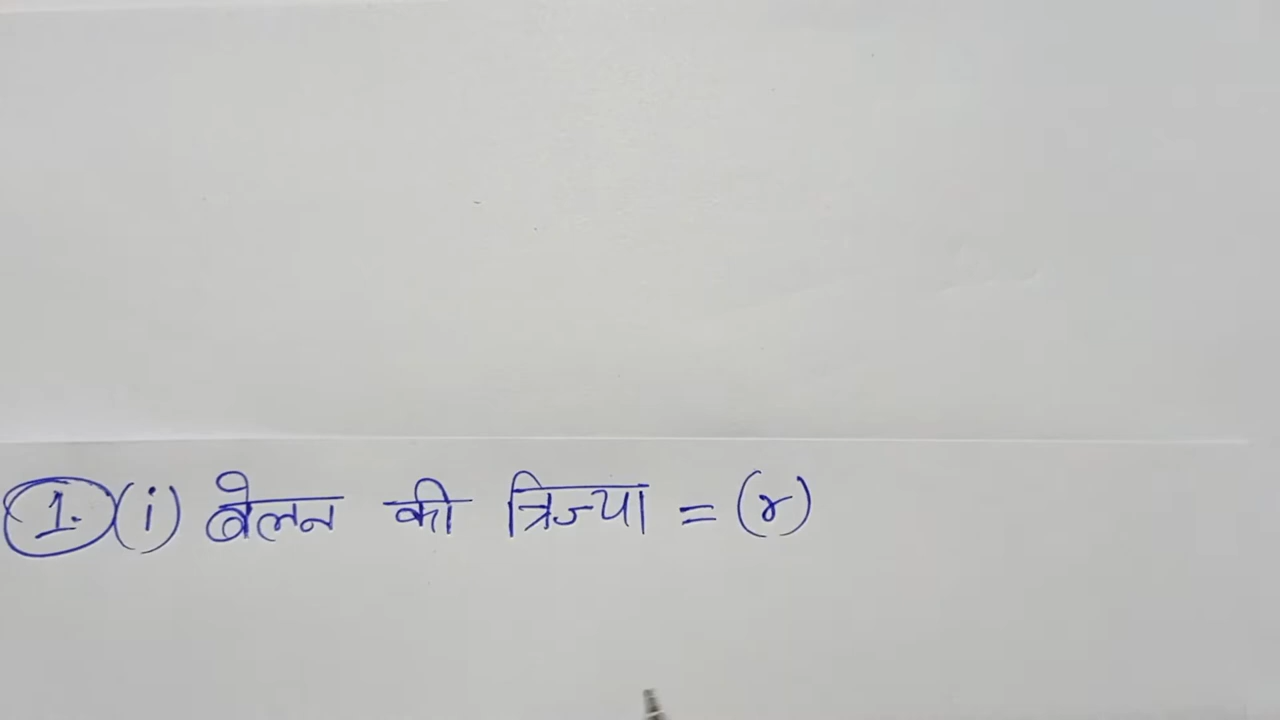 1. (i) बेलन की त्रिज्या = (r)